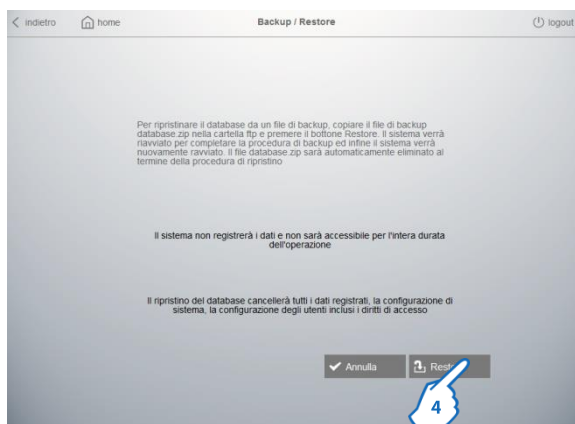 indietro home Backup / Restore logout
Per ripristinare il database da un file di backup, copiare il file di backup
database.zip nella cartella ftp e premere il bottone Restore. Il sistema verrà
riavviato per completare la procedura di backup ed infine il sistema verrà
nuovamente ravviato. Il file database.zip sarà automaticamente eliminato al
termine della procedura di ripristino
Il sistema non registrerà i dati e non sarà accessibile per l'intera durata
dell'operazione
Il ripristino del database cancellerà tutti i dati registrati, la configurazione di
sistema, la configurazione degli utenti inclusi i diritti di accesso
Annulla Rest
4